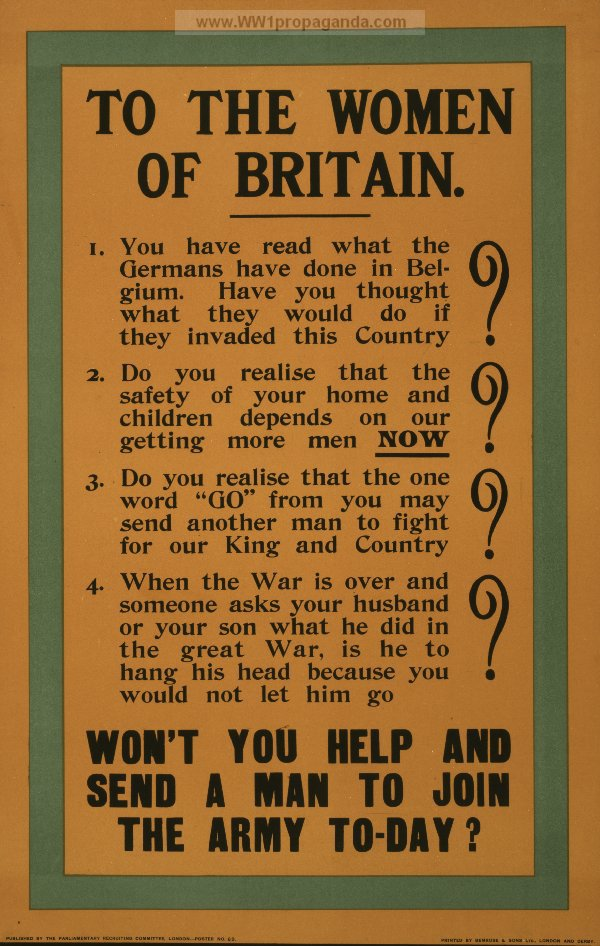 www.WW1propaganda.com
TO THE WOMEN
OF BRITAIN.
1. You have read what the
Germans have done in Bel-
gium. Have you thought
what they would do if
they invaded this Country ?
2. Do you realise that the
safety of your home and
children depends on our
getting more men NOW ?
3. Do you realise that the one
word “GO” from you may
send another man to fight
for our King and Country ?
4. When the War is over and
someone asks your husband
or your son what he did in
the great War, is he to
hang his head because you
would not let him go ?
WON'T YOU HELP AND
SEND A MAN TO JOIN
THE ARMY TO-DAY?
PUBLISHED BY THE PARLIAMENTARY RECRUITING COMMITTEE, LONDON.—POSTER NO. 69.
PRINTED BY BEMROSE & SONS LTD., LONDON AND DERBY